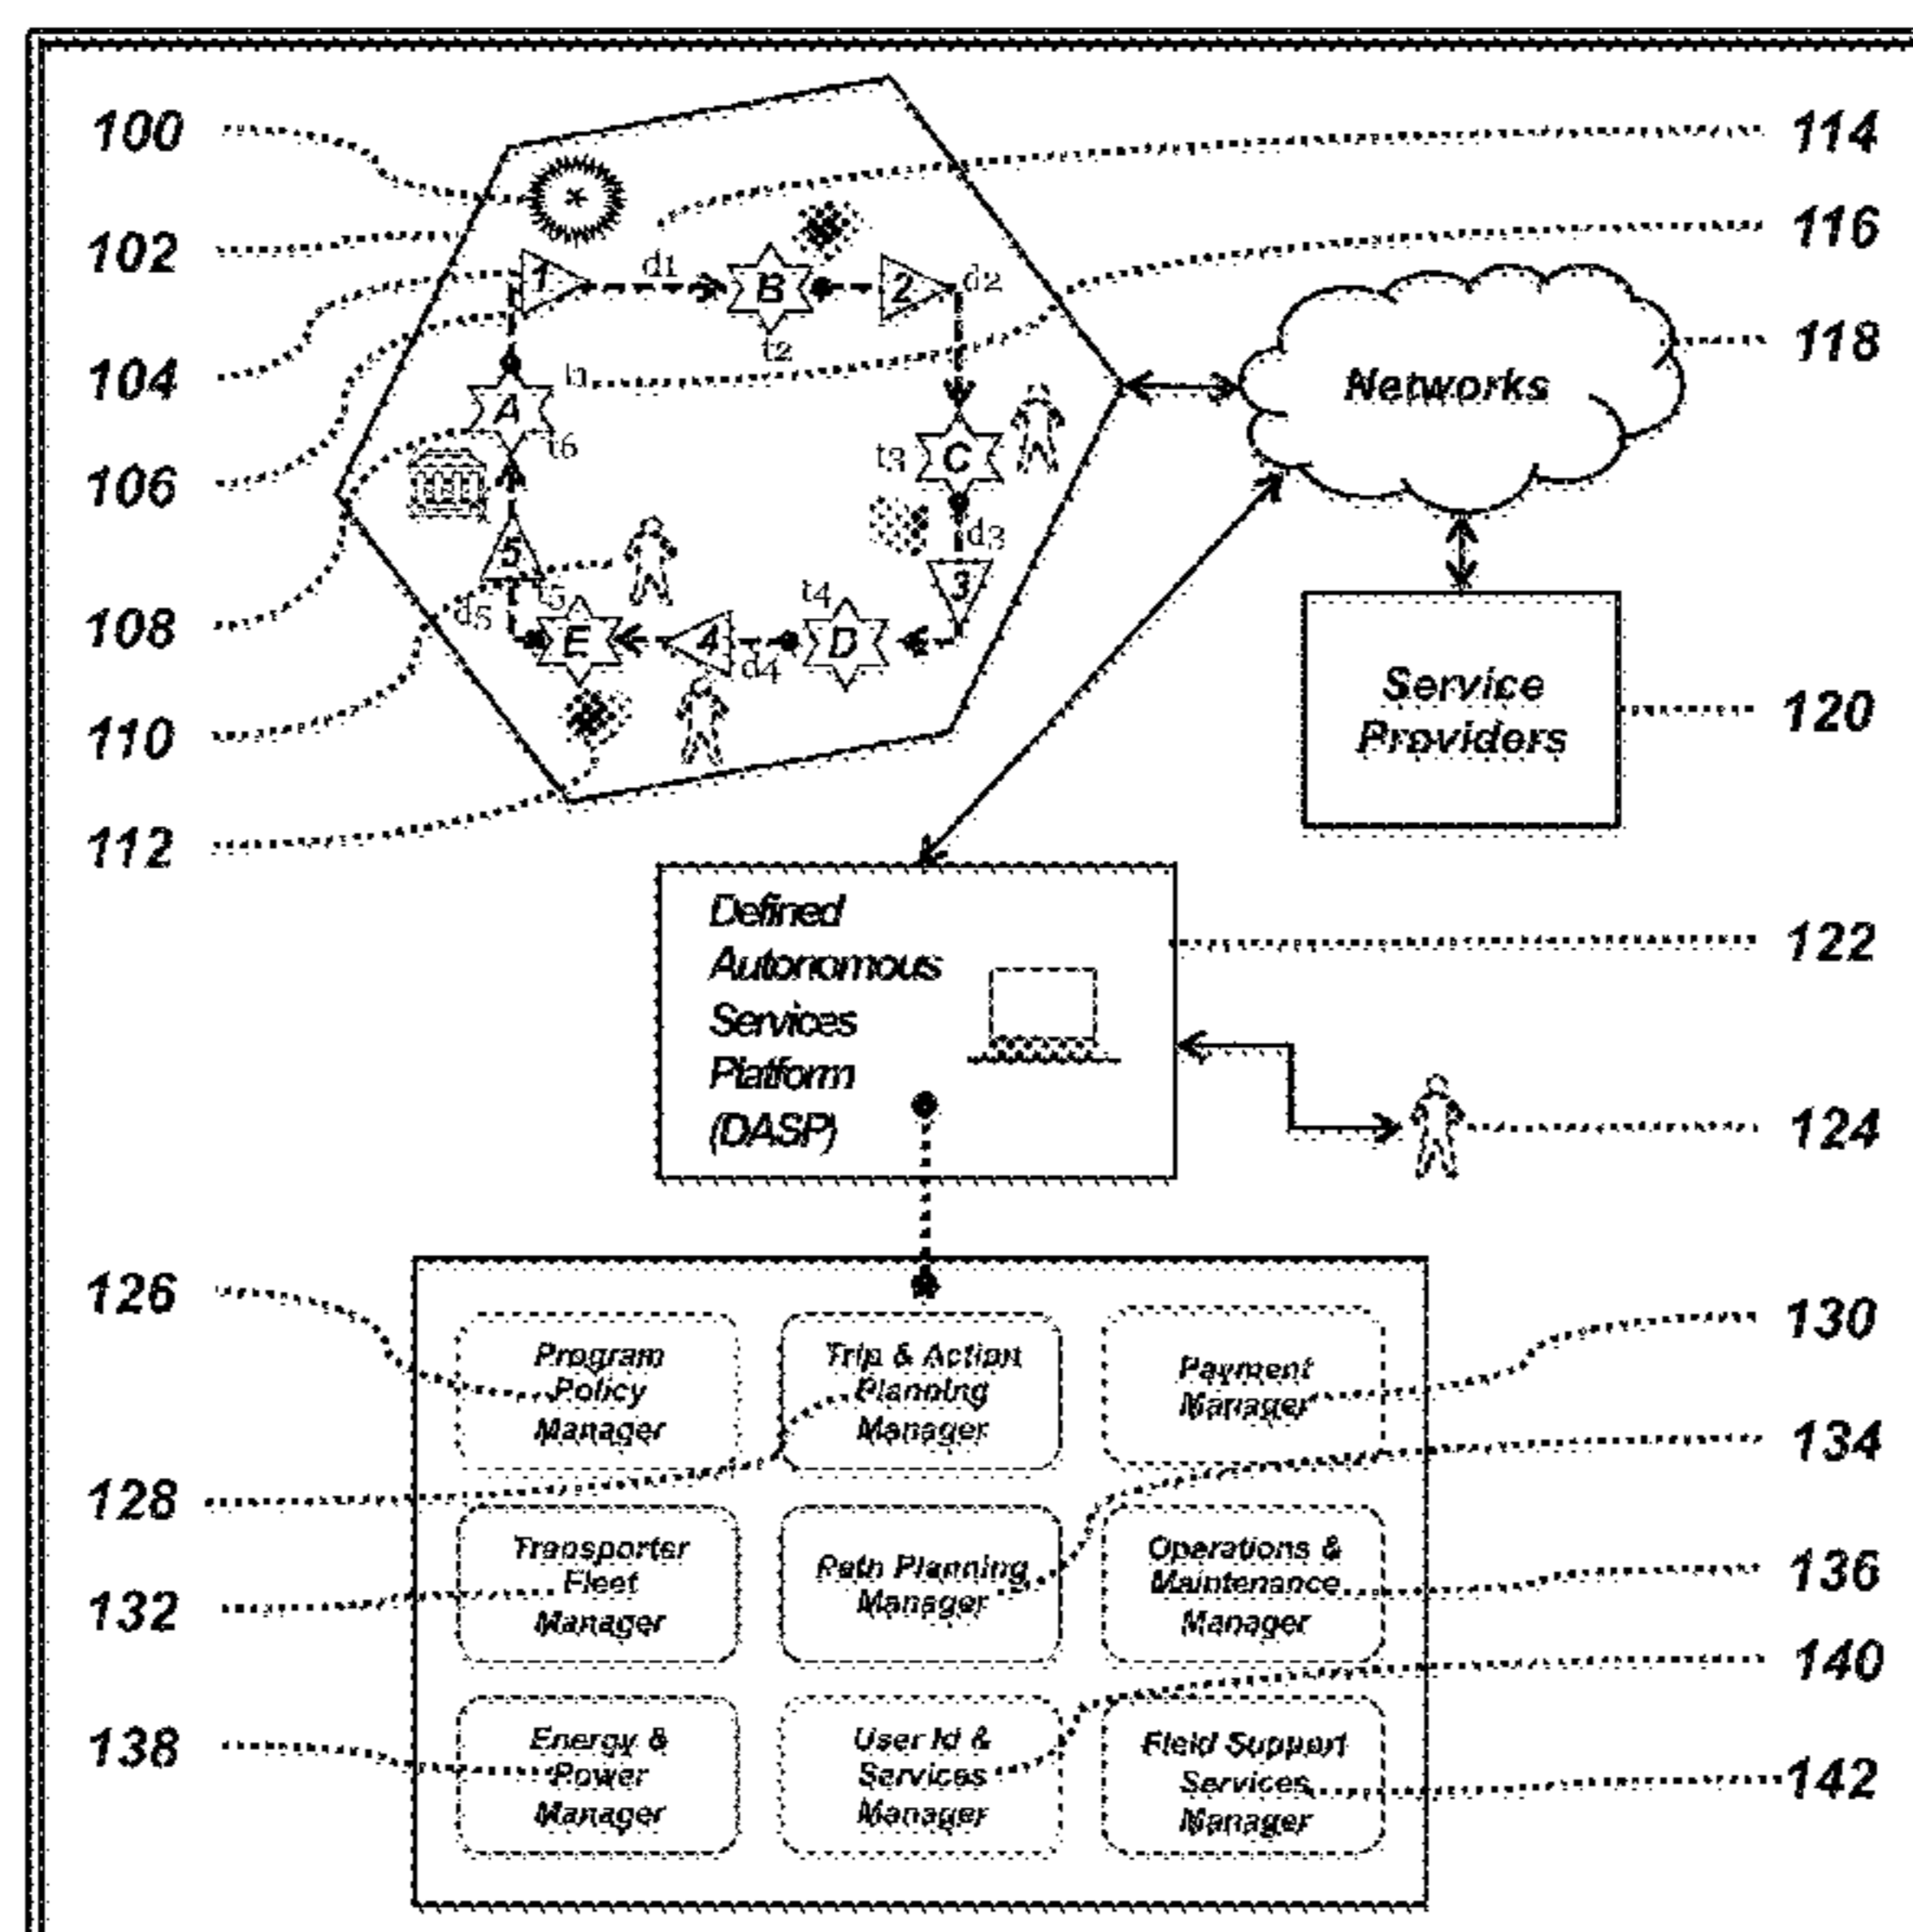 100
102
104
106
108
110
112
114
116
118
120
122
124
*
1
d1
B
t2
2
d2
A
t6
t3
C
d3
3
t4
D
d4
4
E
t5
d5
5
Networks
Service
Providers
Defined
Autonomous
Services
Platform
(DASP)
126
128
130
132
134
136
138
140
142
Program
Policy
Manager
Trip & Action
Planning
Manager
Payment
Manager
Transporter
Fleet
Manager
Path Planning
Manager
Operations &
Maintenance
Manager
Energy &
Power
Manager
User Id &
Services
Manager
Field Support
Services
Manager